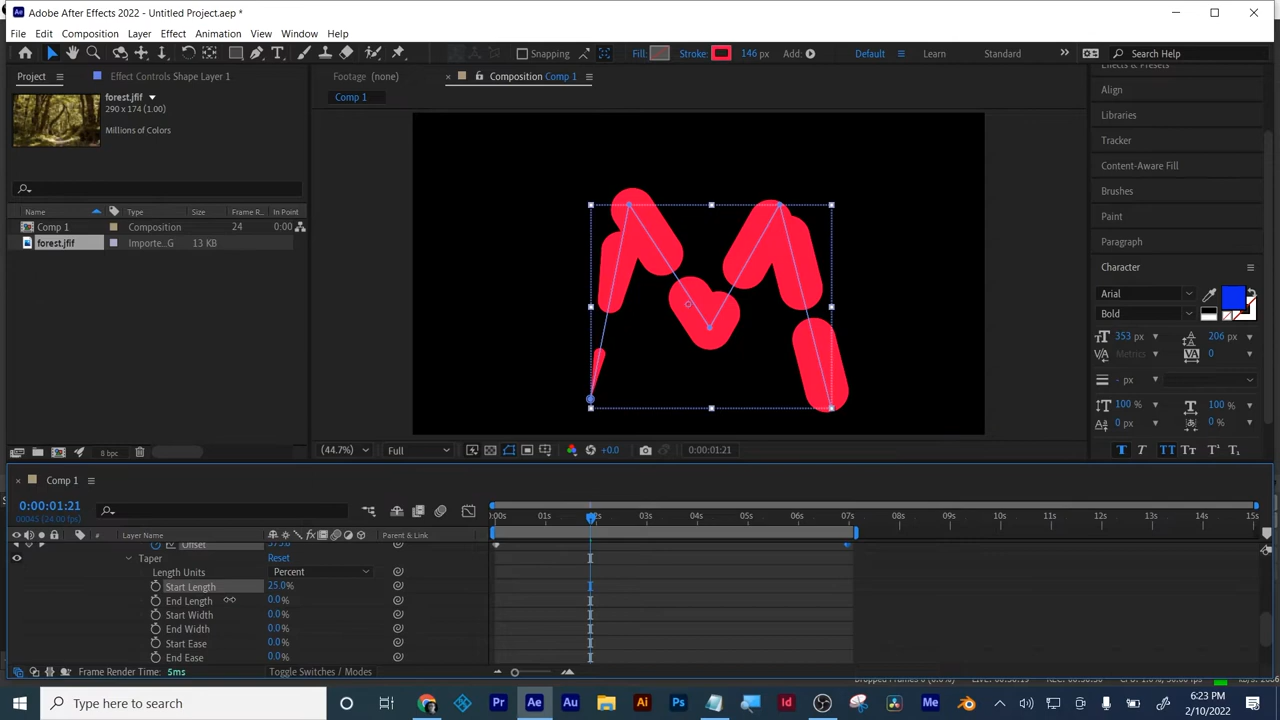 Adobe After Effects 2022 - Untitled Project.aep *
File Edit Composition Layer Effect Animation View Window Help
Snapping Fill: Stroke: 146 px Add: Default Learn Standard Search Help
Project Effect Controls Shape Layer 1 Footage (none) Composition Comp 1
forest.jfif
290 x 174 (1.00)
Millions of Colors
Comp 1
Name Type Size Frame R... In Point
Comp 1 Composition 24 0:00
forest.jfif Importe...G 13 KB
8 bpc
(44.7%) Full +0.0 0:00:01:21
Effects & Presets
Align
Libraries
Tracker
Content-Aware Fill
Brushes
Paint
Paragraph
Character
Arial
Bold
353 px 206 px
Metrics 0
- px
100 % 100 %
0 px 0 %
Comp 1
0:00:01:21
00045 (24.00 fps)
# Layer Name Parent & Link
:00s 01s 02s 03s 04s 05s 06s 07s 08s 09s 10s 11s 12s 13s 14s 15s
Offset
Taper Reset
Length Units Percent
Start Length 25.0%
End Length 0.0%
Start Width 0.0%
End Width 0.0%
Start Ease 0.0%
End Ease 0.0%
Frame Render Time: 5ms Toggle Switches / Modes
Type here to search
6:23 PM
2/10/2022